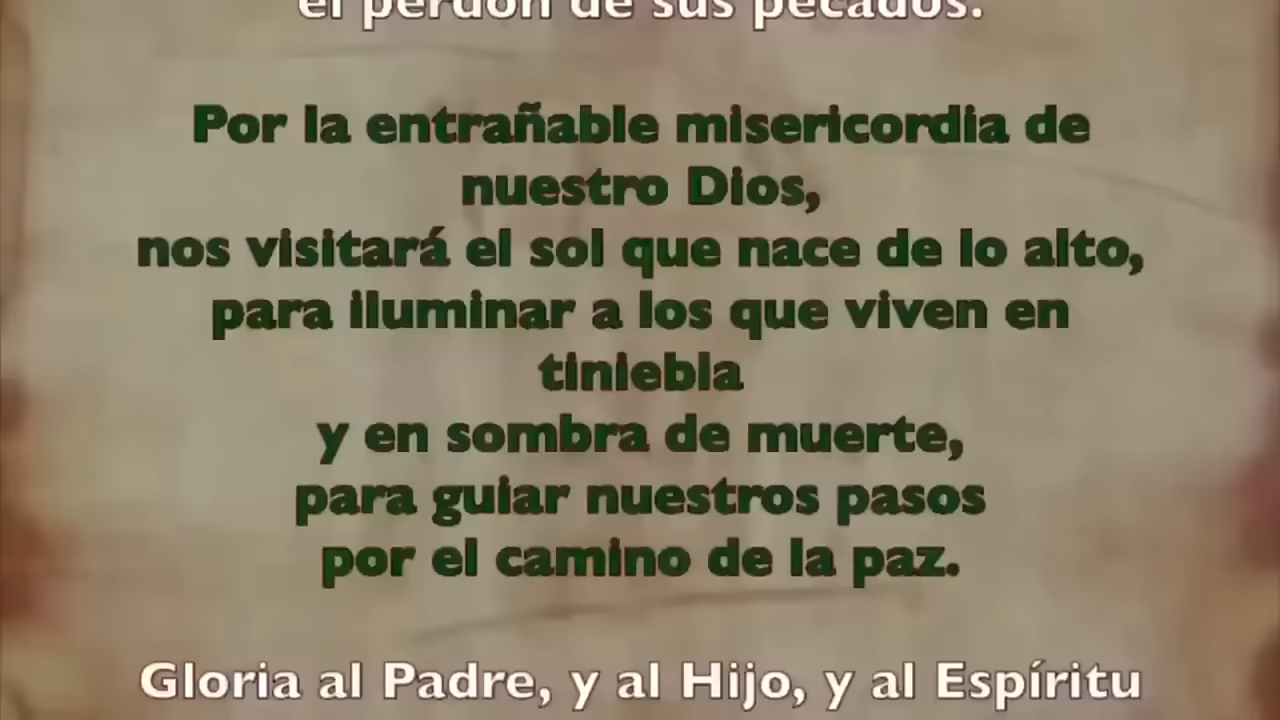 el perdón de sus pecados.
Por la entrañable misericordia de
nuestro Dios,
nos visitará el sol que nace de lo alto,
para iluminar a los que viven en
tiniebla
y en sombra de muerte,
para guiar nuestros pasos
por el camino de la paz.
Gloria al Padre, y al Hijo, y al Espíritu